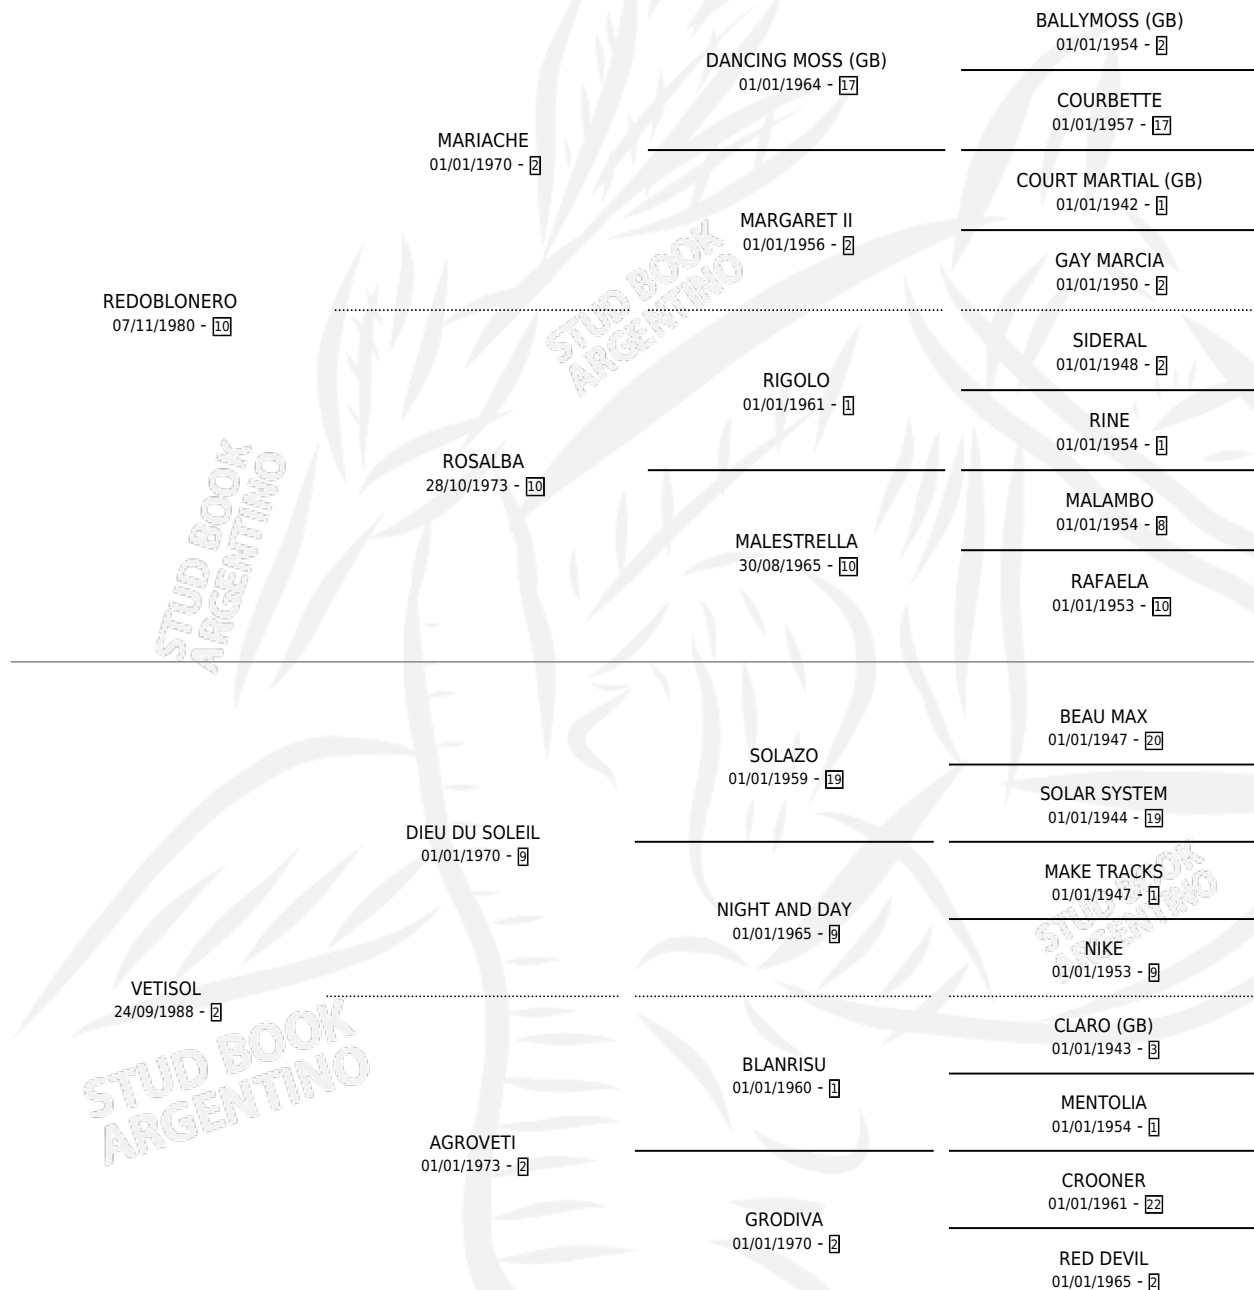 BALLYMOSS (GB)
01/01/1954 - 2
DANCING MOSS (GB)
01/01/1964 - 17
COURBETTE
01/01/1957 - 17
MARIACHE
01/01/1970 - 2
COURT MARTIAL (GB)
01/01/1942 - 1
MARGARET II
01/01/1956 - 2
GAY MARCIA
01/01/1950 - 2
REDOBLONERO
07/11/1980 - 10
SIDERAL
01/01/1948 - 2
RIGOLO
01/01/1961 - 1
RINE
01/01/1954 - 1
ROSALBA
28/10/1973 - 10
MALAMBO
01/01/1954 - 8
MALESTRELLA
30/08/1965 - 10
RAFAELA
01/01/1953 - 10
BEAU MAX
01/01/1947 - 20
SOLAZO
01/01/1959 - 19
SOLAR SYSTEM
01/01/1944 - 19
DIEU DU SOLEIL
01/01/1970 - 9
MAKE TRACKS
01/01/1947 - 1
NIGHT AND DAY
01/01/1965 - 9
NIKE
01/01/1953 - 9
VETISOL
24/09/1988 - 2
CLARO (GB)
01/01/1943 - 3
BLANRISU
01/01/1960 - 1
MENTOLIA
01/01/1954 - 1
AGROVETI
01/01/1973 - 2
CROONER
01/01/1961 - 22
GRODIVA
01/01/1970 - 2
RED DEVIL
01/01/1965 - 2
STUD BOOK
ARGENTINO
STUD BOOK
ARGENTINO
STUD BOOK
ARGENTINO
STUD BOOK
ARGENTINO